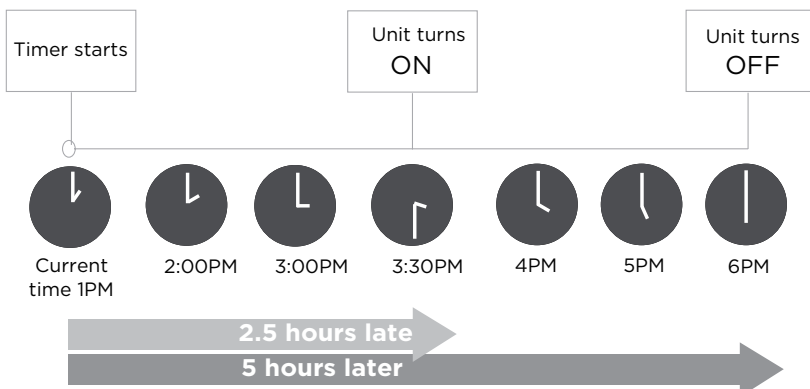 Timer starts
Unit turns
ON
Unit turns
OFF
Current
time 1PM
2:00PM
3:00PM
3:30PM
4PM
5PM
6PM
2.5 hours late
5 hours later